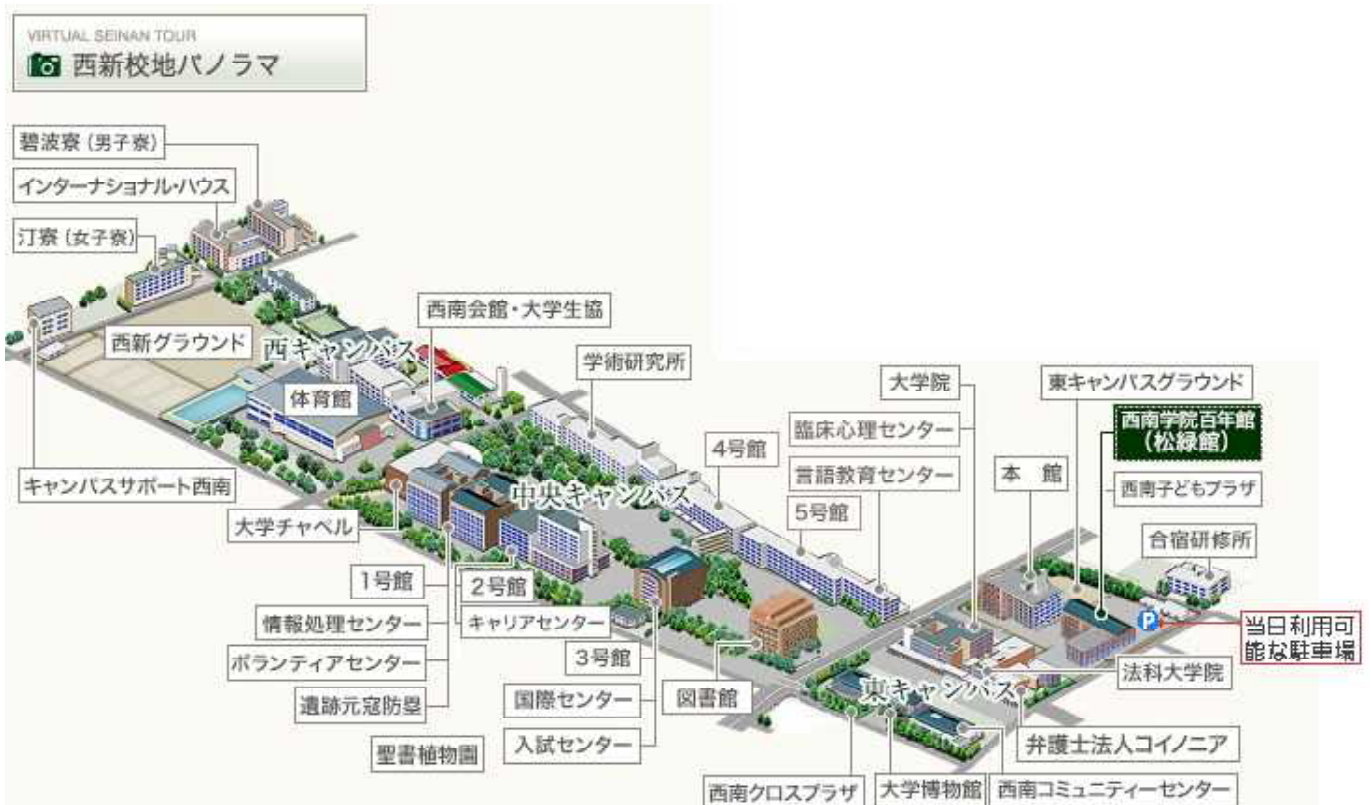 VIRTUAL SEINAN TOUR
西新校地パノラマ
碧波寮（男子寮）
インターナショナル・ハウス
汀寮（女子寮）
西新グラウンド
西キャンパス
西南会館・大学生協
学術研究所
体育館
キャンパスサポート西南
大学チャペル
中央キャンパス
4号館
5号館
大学院
臨床心理センター
言語教育センター
本 館
東キャンパスグラウンド
西南学院百年館
（松緑館）
西南子どもプラザ
合宿研修所
P
当日利用可
能な駐車場
1号館
情報処理センター
ボランティアセンター
遺跡元寇防塁
2号館
キャリアセンター
3号館
国際センター
入試センター
図書館
聖書植物園
東キャンパス
法科大学院
弁護士法人コイノニア
西南クロスプラザ
大学博物館
西南コミュニティーセンター